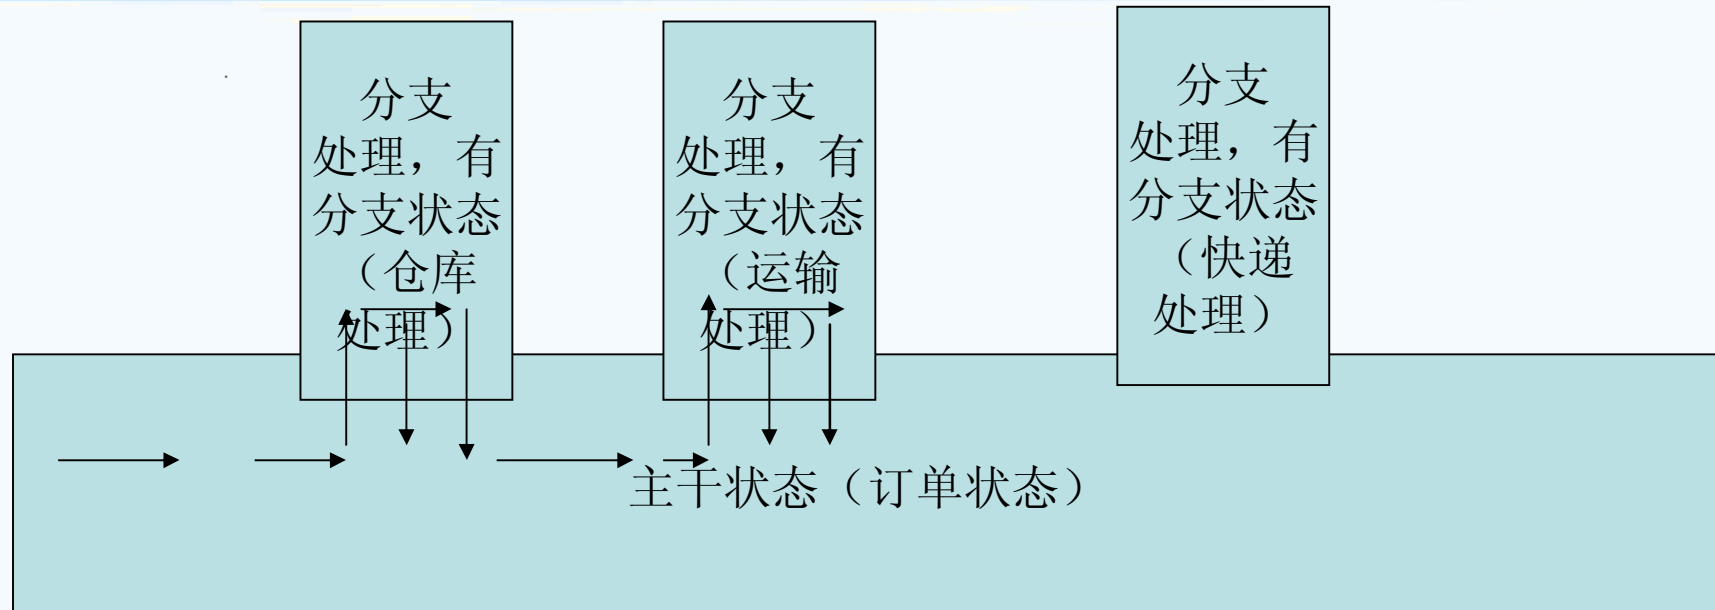 分支
处理，有
分支状态
（仓库
处理）
分支
处理，有
分支状态
（运输
处理）
分支
处理，有
分支状态
（快递
处理）
主干状态（订单状态）